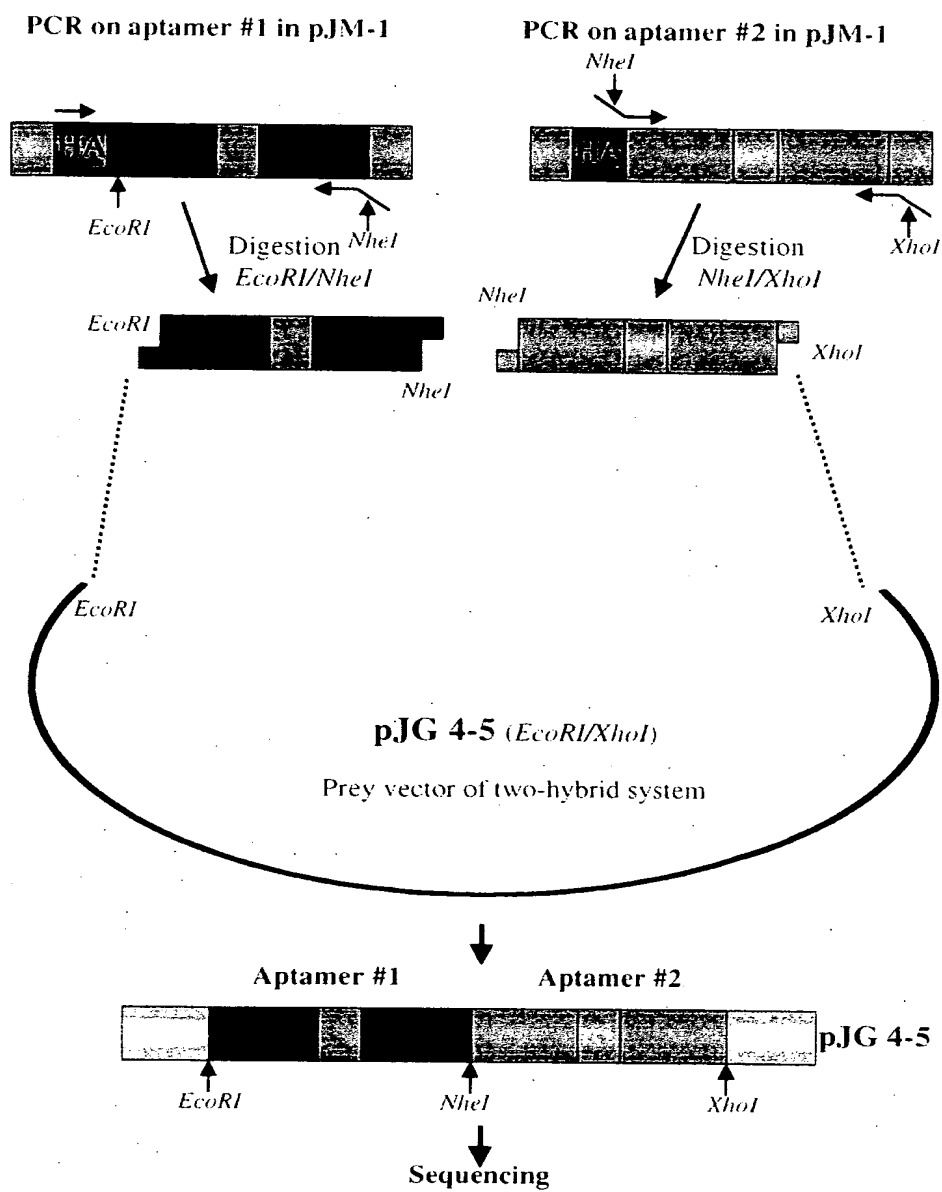 PCR on aptamer #1 in pJM-1
PCR on aptamer #2 in pJM-1
NheI
HA
HA
EcoRI
NheI
XhoI
Digestion
EcoRI/NheI
Digestion
NheI/XhoI
EcoRI
NheI
NheI
XhoI
EcoRI
XhoI
pJG 4-5 (EcoRI/XhoI)
Prey vector of two-hybrid system
Aptamer #1
Aptamer #2
pJG 4-5
EcoRI
NheI
XhoI
Sequencing